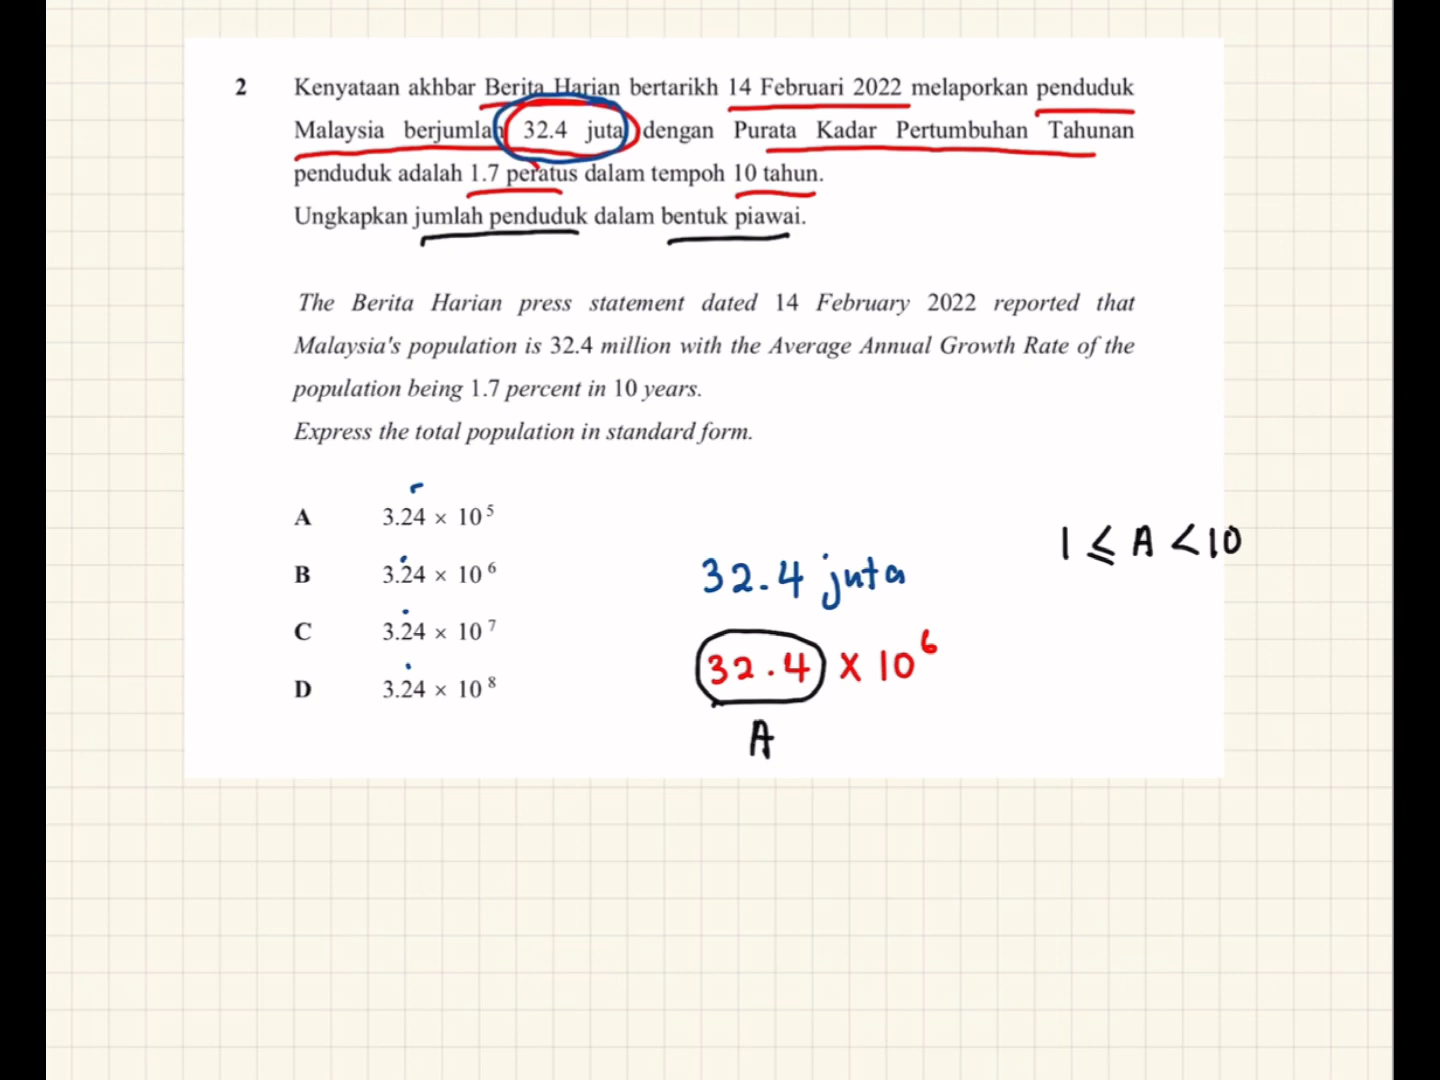 2 Kenyataan akhbar Berita Harian bertarikh 14 Februari 2022 melaporkan penduduk
Malaysia berjumlah 32.4 juta dengan Purata Kadar Pertumbuhan Tahunan
penduduk adalah 1.7 peratus dalam tempoh 10 tahun.
Ungkapkan jumlah penduduk dalam bentuk piawai.
The Berita Harian press statement dated 14 February 2022 reported that
Malaysia's population is 32.4 million with the Average Annual Growth Rate of the
population being 1.7 percent in 10 years.
Express the total population in standard form.
A 3.24 × 10⁵
B 3.24 × 10⁶
C 3.24 × 10⁷
D 3.24 × 10⁸
1 ≤ A < 10
32.4 juta
32.4 × 10⁶
A